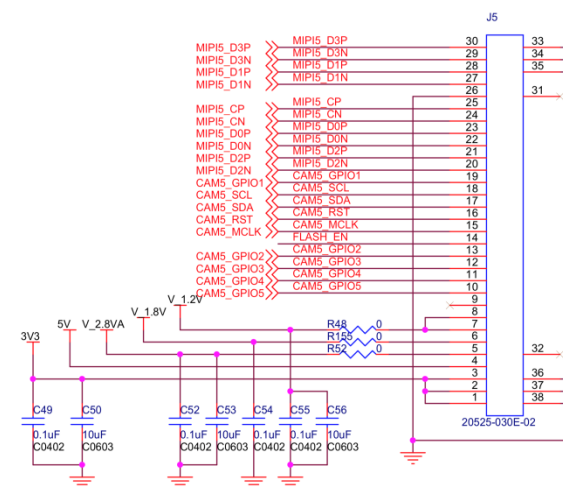 J5
MIPI5_D3P MIPI5_D3P 30 33
MIPI5_D3N MIPI5_D3N 29 34
MIPI5_D1P MIPI5_D1P 28 35
MIPI5_D1N MIPI5_D1N 27
26 31
MIPI5_CP MIPI5_CP 25
MIPI5_CN MIPI5_CN 24
MIPI5_D0P MIPI5_D0P 23
MIPI5_D0N MIPI5_D0N 22
MIPI5_D2P MIPI5_D2P 21
MIPI5_D2N MIPI5_D2N 20
CAM5_GPIO1 CAM5_GPIO1 19
CAM5_SCL CAM5_SCL 18
CAM5_SDA CAM5_SDA 17
CAM5_RST CAM5_RST 16
CAM5_MCLK CAM5_MCLK 15
FLASH_EN 14
CAM5_GPIO2 CAM5_GPIO2 13
CAM5_GPIO3 CAM5_GPIO3 12
CAM5_GPIO4 CAM5_GPIO4 11
CAM5_GPIO5 CAM5_GPIO5 10
V_1.2V 9
V_1.8V 8
5V V_2.8VA R48 0 7
3V3 R155 0 6
R52 0 5 32
4
3 36
2 37
1 38
C49 C50 C52 C53 C54 C55 C56
20525-030E-02
0.1uF 10uF 0.1uF 10uF 0.1uF 0.1uF 10uF
C0402 C0603 C0402 C0603 C0402 C0402 C0603